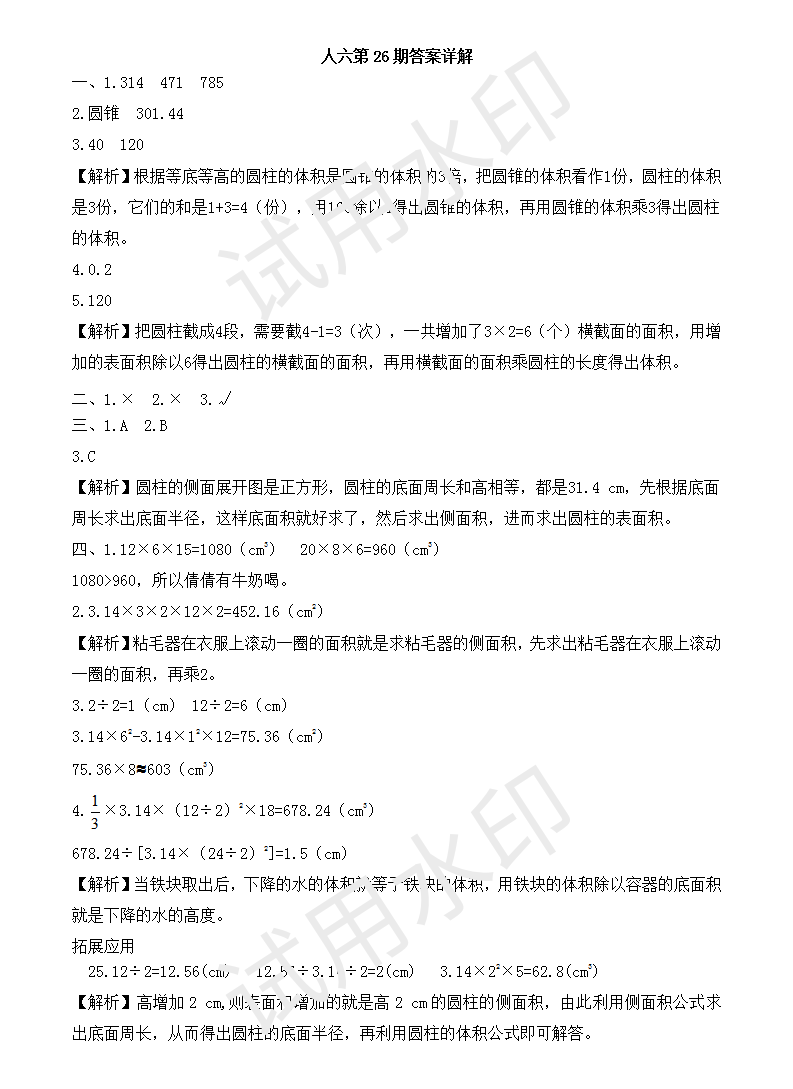 人六第26期答案详解
一、1.314 471 785
2.圆锥 301.44
3.40 120
【解析】根据等底等高的圆柱的体积是圆锥的体积的3倍，把圆锥的体积看作1份，圆柱的体积
是3份，它们的和是1+3=4（份），用160除以4得出圆锥的体积，再用圆锥的体积乘3得出圆柱
的体积。
4.0.2
5.120
【解析】把圆柱截成4段，需要截4-1=3（次），一共增加了3×2=6（个）横截面的面积，用增
加的表面积除以6得出圆柱的横截面的面积，再用横截面的面积乘圆柱的长度得出体积。
二、1.× 2.× 3.√
三、1.A 2.B
3.C
【解析】圆柱的侧面展开图是正方形，圆柱的底面周长和高相等，都是31.4 cm，先根据底面
周长求出底面半径，这样底面积就好求了，然后求出侧面积，进而求出圆柱的表面积。
四、1.12×6×15=1080（cm³） 20×8×6=960（cm³）
1080>960，所以倩倩有牛奶喝。
2.3.14×3×2×12×2=452.16（cm²）
【解析】粘毛器在衣服上滚动一圈的面积就是求粘毛器的侧面积，先求出粘毛器在衣服上滚动
一圈的面积，再乘2。
3.2÷2=1（cm） 12÷2=6（cm）
3.14×6²-3.14×1²×12=75.36（cm²）
75.36×8≈603（cm³）
4.1/3×3.14×（12÷2）²×18=678.24（cm³）
678.24÷[3.14×（24÷2）²]=1.5（cm）
【解析】当铁块取出后，下降的水的体积就等于铁块的体积，用铁块的体积除以容器的底面积
就是下降的水的高度。
拓展应用
25.12÷2=12.56(cm) 12.56÷3.14÷2=2(cm) 3.14×2²×5=62.8(cm³)
【解析】高增加 2 cm,则表面积增加的就是高 2 cm 的圆柱的侧面积，由此利用侧面积公式求
出底面周长，从而得出圆柱的底面半径，再利用圆柱的体积公式即可解答。
试用水印
试用水印